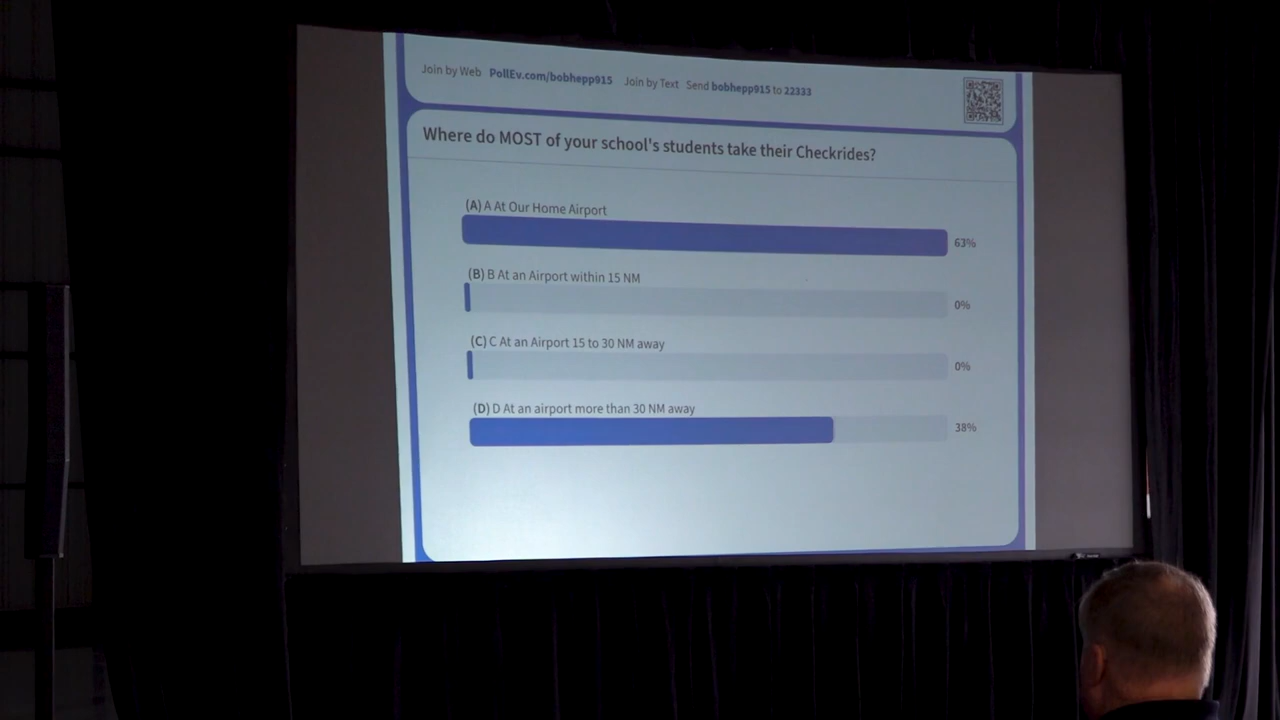 Join by Web PollEv.com/bobhepp915 Join by Text Send bobhepp915 to 22333
Where do MOST of your school's students take their Checkrides?
(A) A At Our Home Airport
63%
(B) B At an Airport within 15 NM
0%
(C) C At an Airport 15 to 30 NM away
0%
(D) D At an airport more than 30 NM away
38%